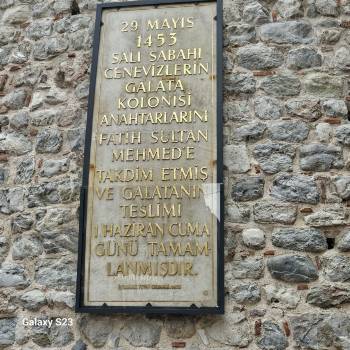 29 MAYIS
1453
SALI SABAHI
CENEVİZLERİN
GALATA
KOLONİSİ
ANAHTARLARINI
FATİH SULTAN
MEHMED'E
TAKDİM ETMİŞ
VE GALATANIN
TESLİMİ
1 HAZİRAN CUMA
GÜNÜ TAMAM-
LANMIŞDIR.
Galaxy S23